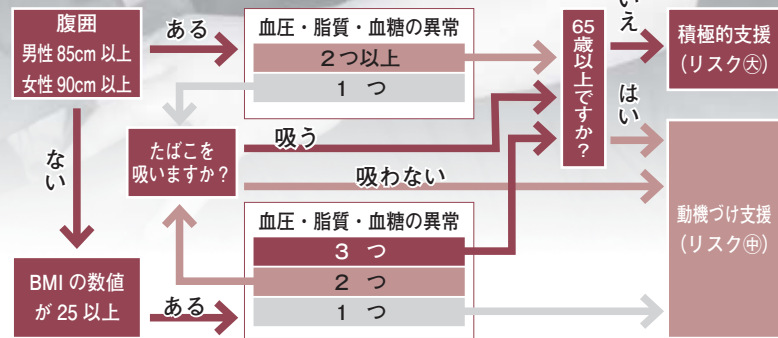 腹囲
男性 85cm 以上
女性 90cm 以上
ある
血圧・脂質・血糖の異常
2つ以上
1 つ
65歳以上ですか？
いえ
積極的支援
(リスク㊛)
はい
ない
たばこを
吸いますか？
吸う
吸わない
動機づけ支援
(リスク㊥)
血圧・脂質・血糖の異常
3 つ
2 つ
1 つ
BMI の数値
が 25 以上
ある